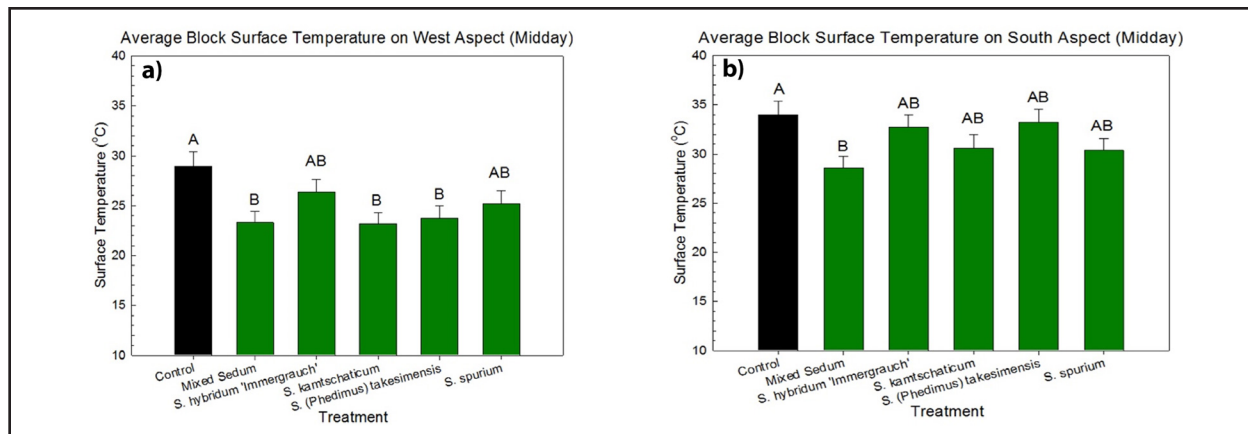 Average Block Surface Temperature on West Aspect (Midday)
a)
40
35
30
25
20
15
10
Surface Temperature (°C)
A
B
AB
B
B
AB
Control
Mixed Sedum
S. hybridum 'Immergrauch'
S. kamtschaticum
S. (Phedimus) takesimensis
S. spurium
Treatment
Average Block Surface Temperature on South Aspect (Midday)
b)
40
35
30
25
20
15
10
Surface Temperature (°C)
A
B
AB
AB
AB
AB
Control
Mixed Sedum
S. hybridum 'Immergrauch'
S. kamtschaticum
S. (Phedimus) takesimensis
S. spurium
Treatment